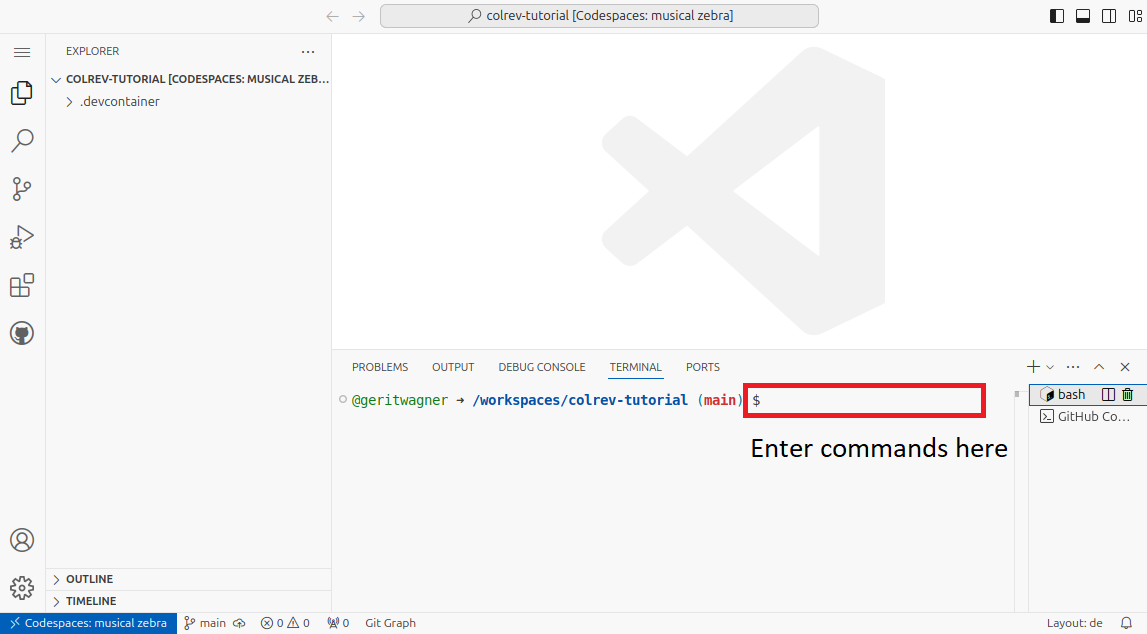 colrev-tutorial [Codespaces: musical zebra]
EXPLORER
COLREV-TUTORIAL [CODESPACES: MUSICAL ZEB...
.devcontainer
PROBLEMS OUTPUT DEBUG CONSOLE TERMINAL PORTS
@geritwagner → /workspaces/colrev-tutorial (main) $
bash
GitHub Co...
Enter commands here
OUTLINE
TIMELINE
Codespaces: musical zebra main 0 0 0 Git Graph Layout: de